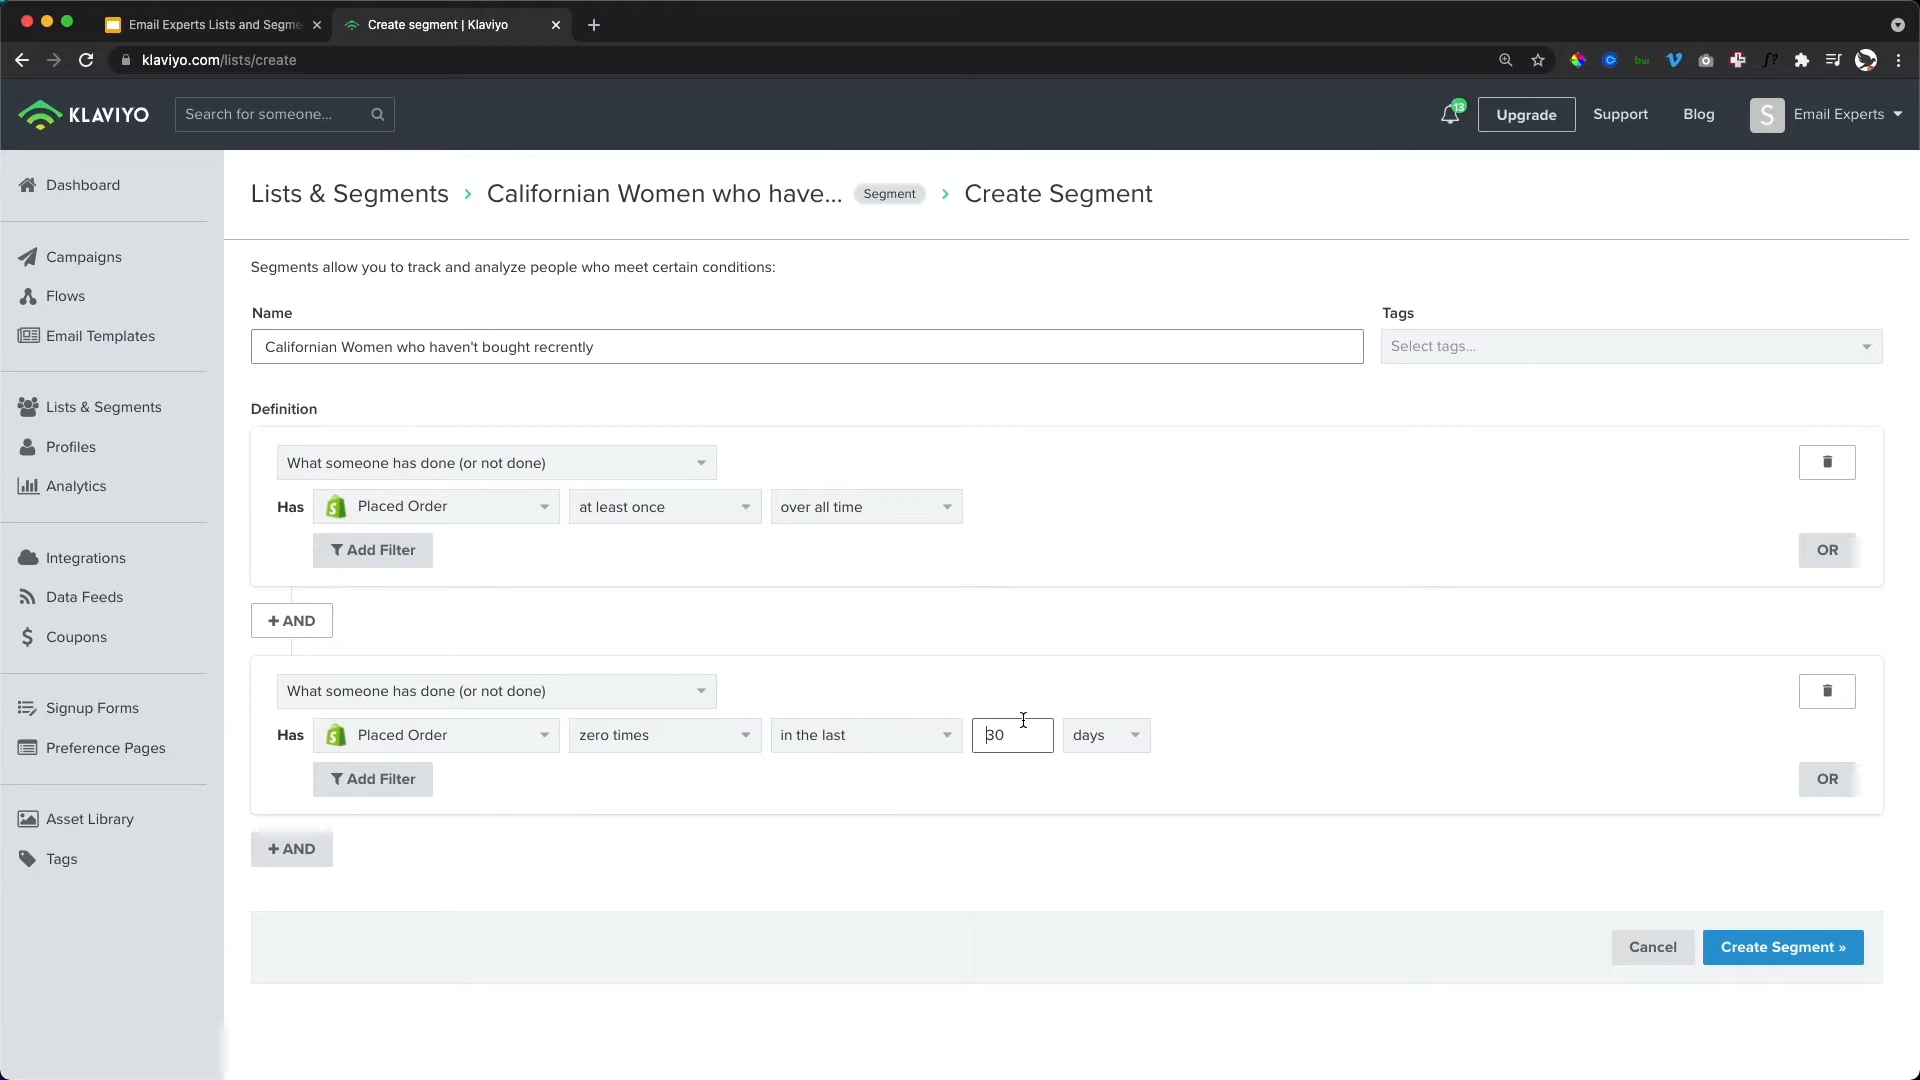 Email Experts Lists and Segme
Create segment | Klaviyo
klaviyo.com/lists/create
bw
f?
KLAVIYO
Search for someone...
13
Upgrade
Support
Blog
S
Email Experts
Dashboard
Campaigns
Flows
Email Templates
Lists & Segments
Profiles
Analytics
Integrations
Data Feeds
Coupons
Signup Forms
Preference Pages
Asset Library
Tags
Lists & Segments › Californian Women who have... Segment › Create Segment
Segments allow you to track and analyze people who meet certain conditions:
Name
Californian Women who haven't bought recrently
Tags
Select tags...
Definition
What someone has done (or not done)
Has Placed Order at least once over all time
Add Filter
OR
+ AND
What someone has done (or not done)
Has Placed Order zero times in the last 30 days
Add Filter
OR
+ AND
Cancel
Create Segment »